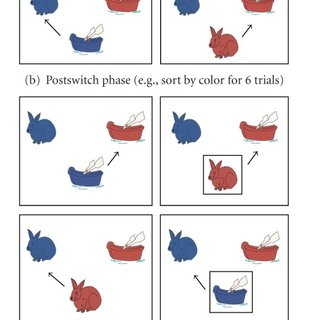 (b) Postswitch phase (e.g., sort by color for 6 trials)